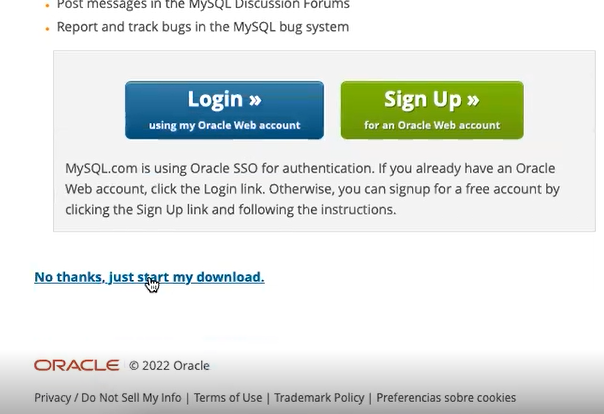 • Post messages in the MySQL Discussion Forums
• Report and track bugs in the MySQL bug system
Login »
using my Oracle Web account
Sign Up »
for an Oracle Web account
MySQL.com is using Oracle SSO for authentication. If you already have an Oracle
Web account, click the Login link. Otherwise, you can signup for a free account by
clicking the Sign Up link and following the instructions.
No thanks, just start my download.
ORACLE © 2022 Oracle
Privacy / Do Not Sell My Info | Terms of Use | Trademark Policy | Preferencias sobre cookies